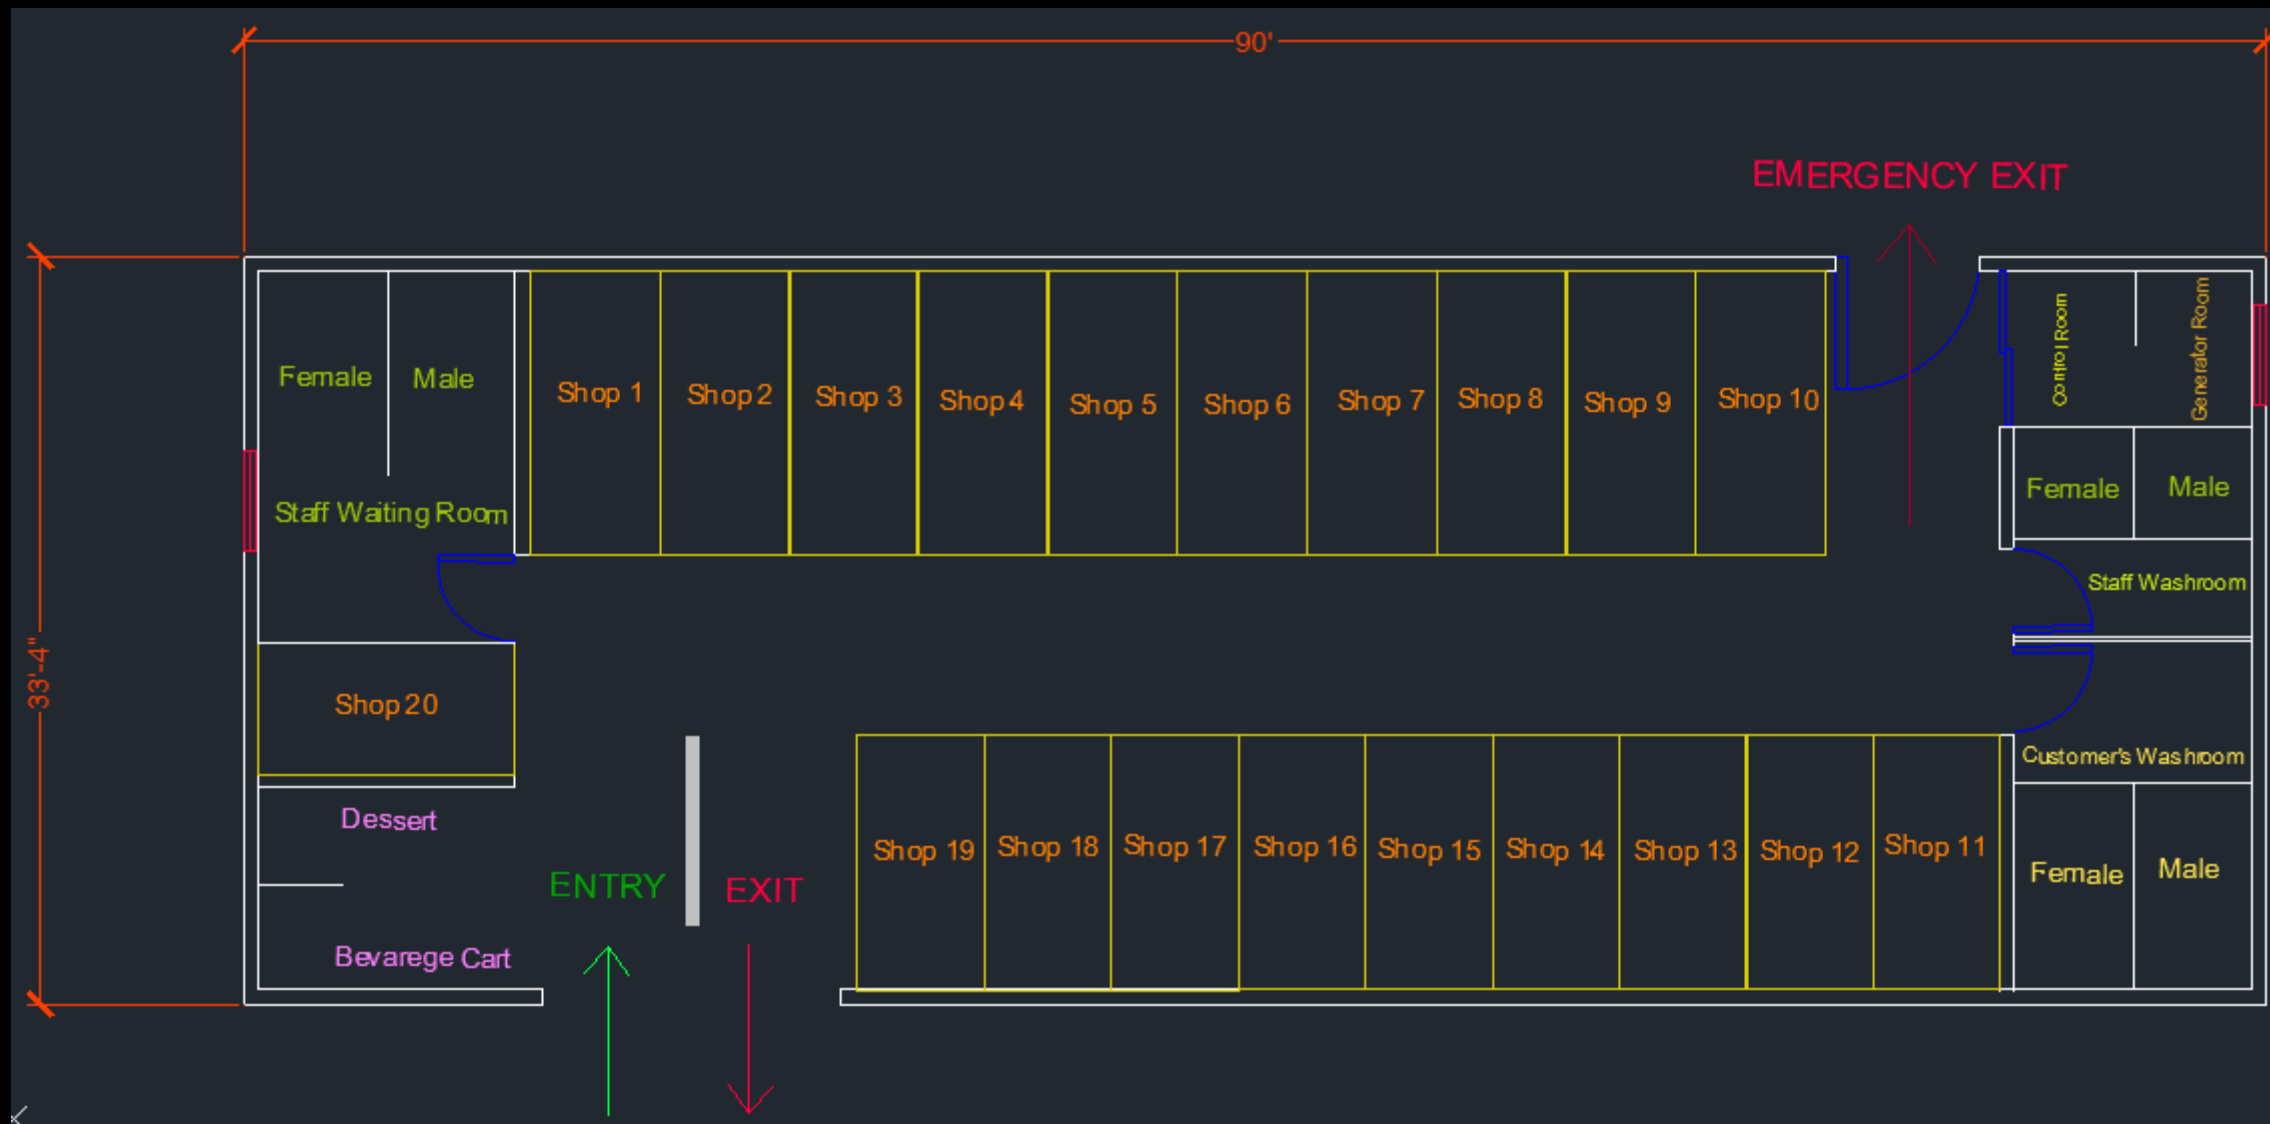 90'
EMERGENCY EXIT
33'-4"
Female
Male
Staff Waiting Room
Shop 1
Shop 2
Shop 3
Shop 4
Shop 5
Shop 6
Shop 7
Shop 8
Shop 9
Shop 10
Control Room
Generator Room
Female
Male
Staff Washroom
Shop 20
Dessert
Bevarege Cart
ENTRY
EXIT
Shop 19
Shop 18
Shop 17
Shop 16
Shop 15
Shop 14
Shop 13
Shop 12
Shop 11
Customer's Washroom
Female
Male